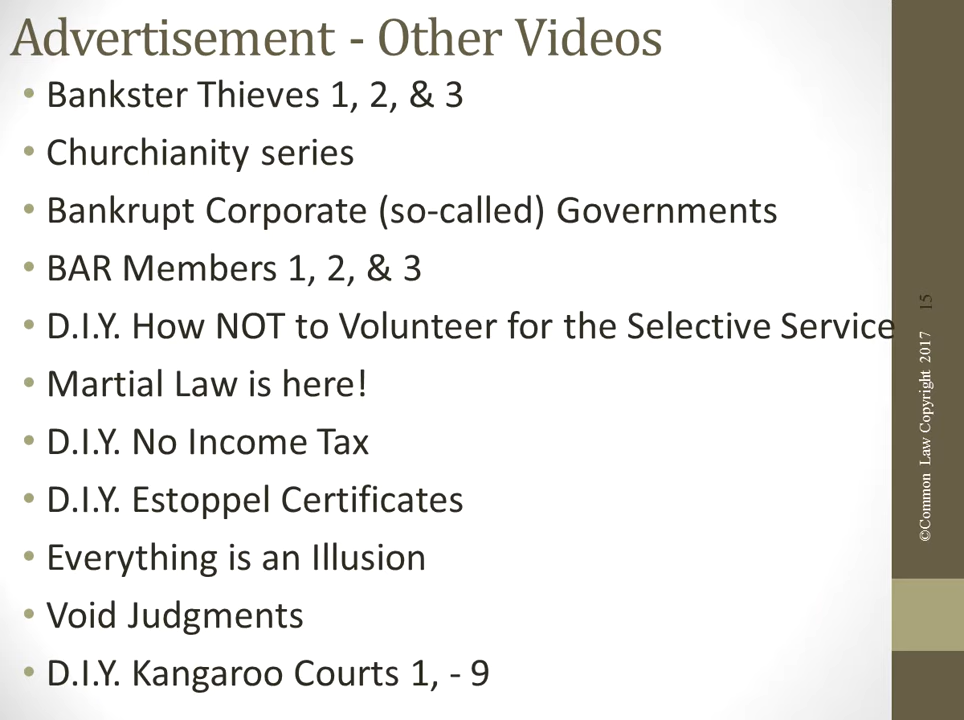 Advertisement - Other Videos
• Bankster Thieves 1, 2, & 3
• Churchianity series
• Bankrupt Corporate (so-called) Governments
• BAR Members 1, 2, & 3
• D.I.Y. How NOT to Volunteer for the Selective Service
• Martial Law is here!
• D.I.Y. No Income Tax
• D.I.Y. Estoppel Certificates
• Everything is an Illusion
• Void Judgments
• D.I.Y. Kangaroo Courts 1, - 9
©Common Law Copyright 2017 15